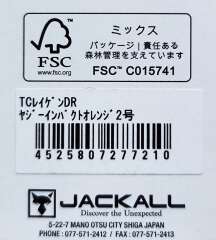 ミックス
パッケージ | 責任ある
森林管理を支えています
FSC
www.fsc.org
FSC™ C015741
TCﾚｲｹﾞﾝDR
ﾔｼﾞｰｲﾝﾊﾟｸﾄｵﾚﾝｼﾞ2号
4525807277210
JACKALL
Discover the Unexpected
5-22-7 MANO OTSU CITY SHIGA JAPAN
PHONE : 077-571-2412 / FAX : 077-571-3441